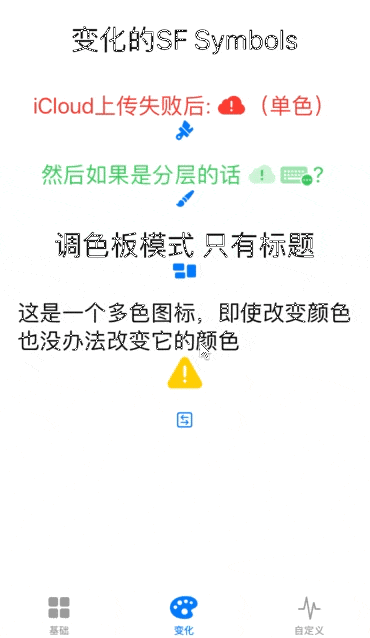 变化的SF Symbols
iCloud上传失败后: （单色）
然后如果是分层的话 ?
调色板模式 只有标题
这是一个多色图标，即使改变颜色
也没办法改变它的颜色
基础 变化 自定义